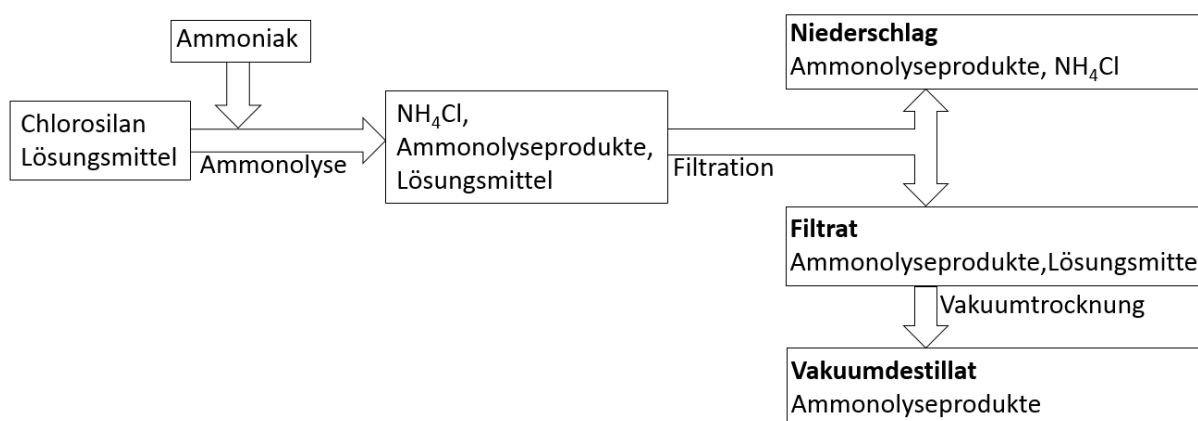 Ammoniak
Chlorosilan
Lösungsmittel
Ammonolyse
NH₄Cl,
Ammonolyseprodukte,
Lösungsmittel
Filtration
Niederschlag
Ammonolyseprodukte, NH₄Cl
Filtrat
Ammonolyseprodukte,Lösungsmitte
Vakuumtrocknung
Vakuumdestillat
Ammonolyseprodukte